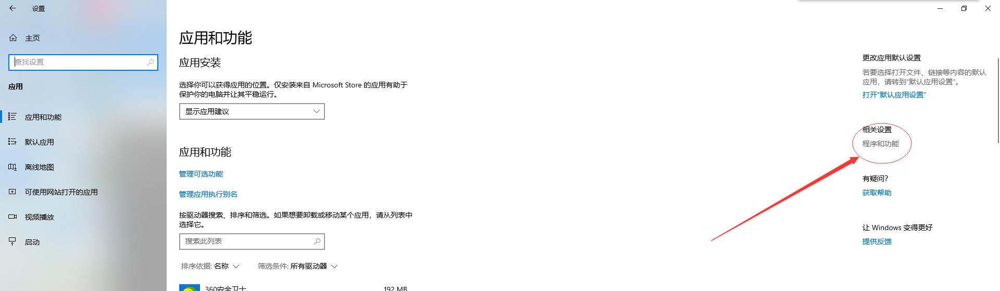 设置
主页
查找设置
应用
应用和功能
默认应用
离线地图
可使用网站打开的应用
视频播放
启动
应用和功能
应用安装
选择你可以获得应用的位置。仅安装来自 Microsoft Store 的应用有助于
保护你的电脑并让其平稳运行。
显示应用建议
应用和功能
管理可选功能
管理应用执行别名
按驱动器搜索、排序和筛选。如果想要卸载或移动某个应用，请从列表中
选择它。
搜索此列表
排序依据: 名称 筛选条件: 所有驱动器
360安全卫士 192 MB
更改应用默认设置
若要选择打开文件、链接等内容的默认
应用，请转到“默认应用设置”。
打开“默认应用设置”
相关设置
程序和功能
有疑问?
获取帮助
让 Windows 变得更好
提供反馈